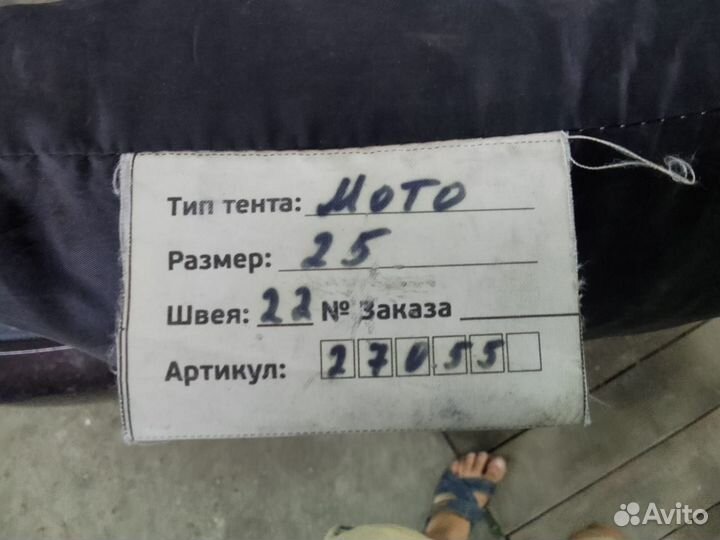 Тип тента: Мото
Размер: 25
Швея: 22 № Заказа
Артикул: 27055
Avito